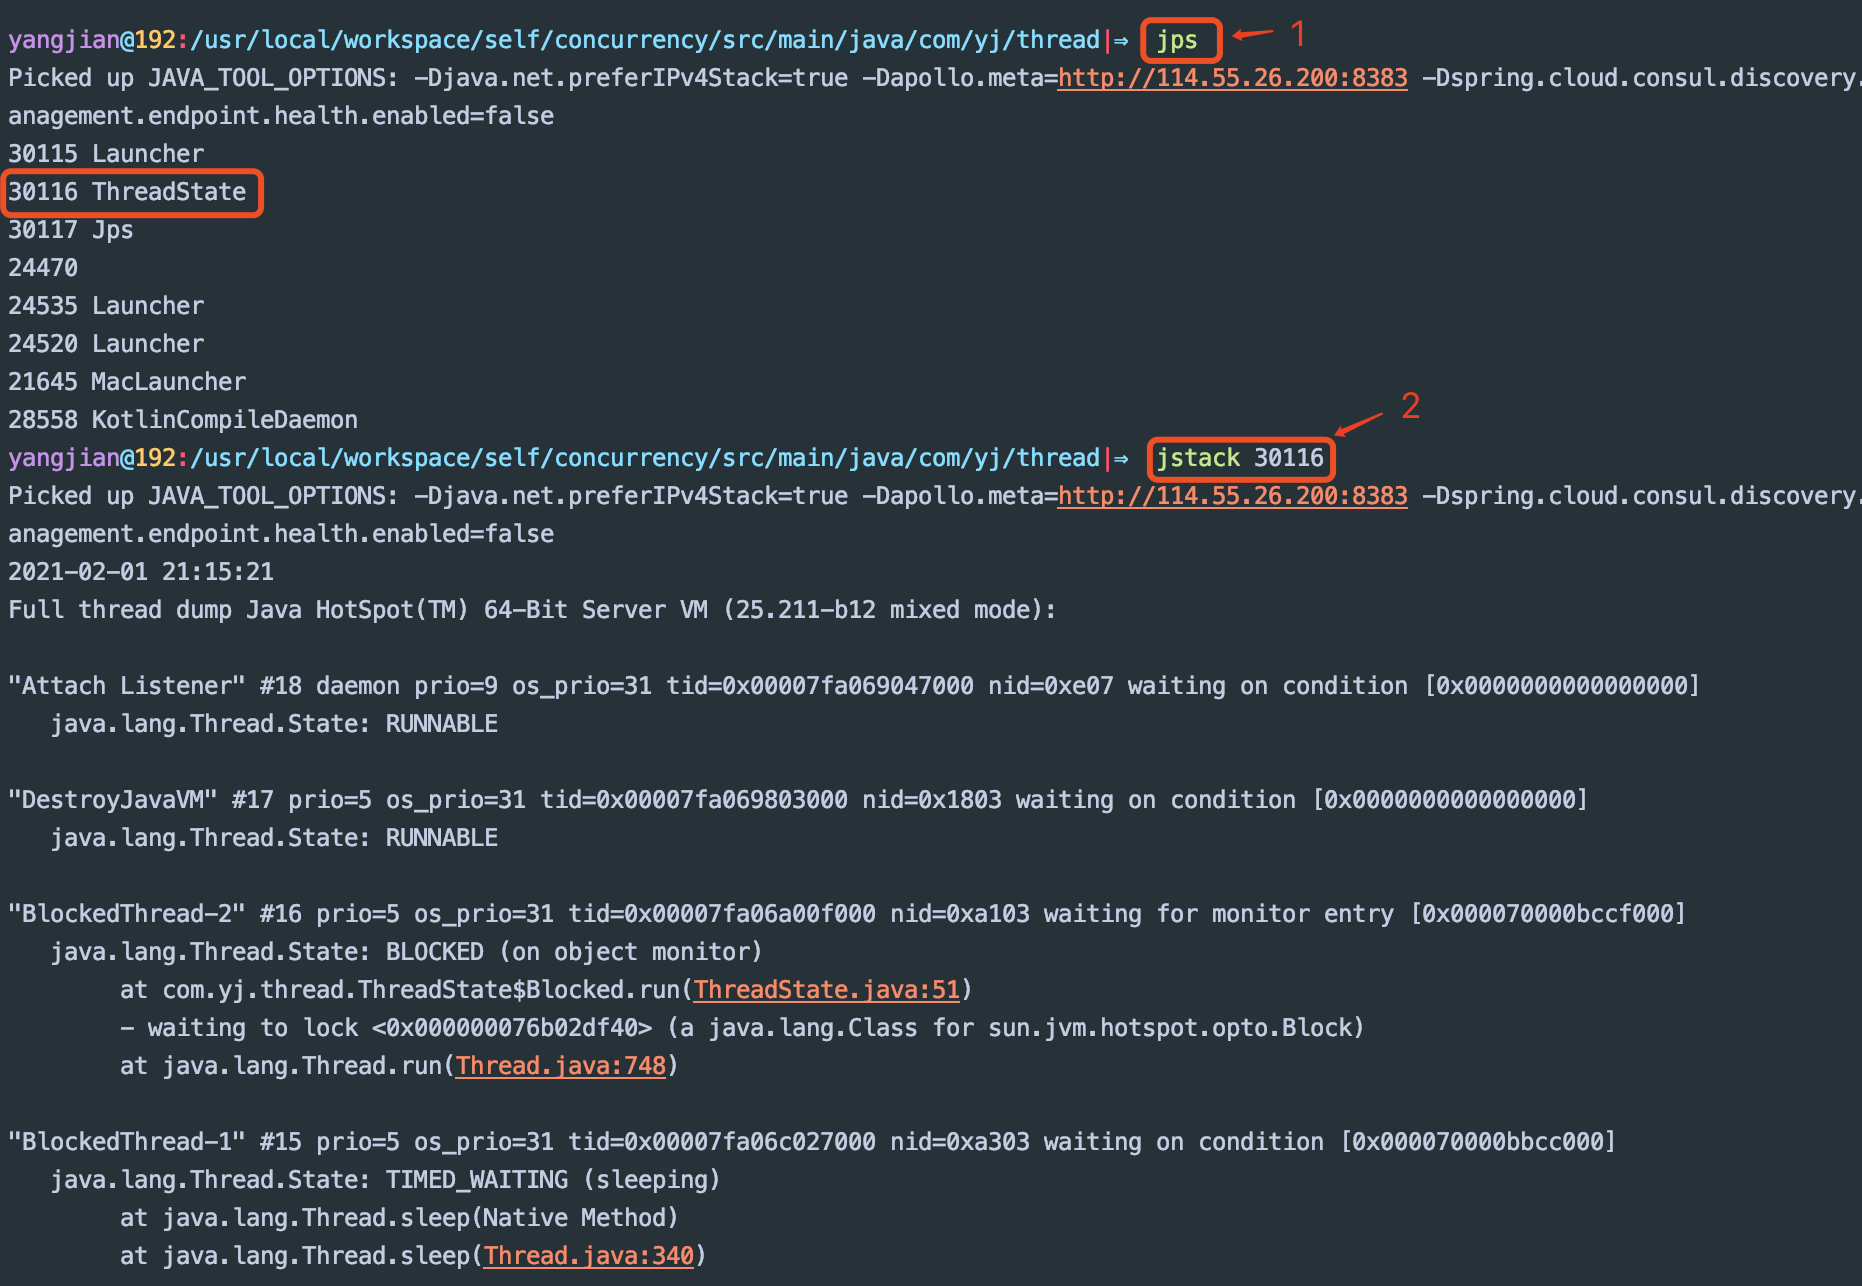 yangjian@192:/usr/local/workspace/self/concurrency/src/main/java/com/yj/thread|⇒ jps 1
Picked up JAVA_TOOL_OPTIONS: -Djava.net.preferIPv4Stack=true -Dapollo.meta=http://114.55.26.200:8383 -Dspring.cloud.consul.discovery.
anagement.endpoint.health.enabled=false
30115 Launcher
30116 ThreadState
30117 Jps
24470
24535 Launcher
24520 Launcher
21645 MacLauncher
28558 KotlinCompileDaemon
2
yangjian@192:/usr/local/workspace/self/concurrency/src/main/java/com/yj/thread|⇒ jstack 30116
Picked up JAVA_TOOL_OPTIONS: -Djava.net.preferIPv4Stack=true -Dapollo.meta=http://114.55.26.200:8383 -Dspring.cloud.consul.discovery.
anagement.endpoint.health.enabled=false
2021-02-01 21:15:21
Full thread dump Java HotSpot(TM) 64-Bit Server VM (25.211-b12 mixed mode):
"Attach Listener" #18 daemon prio=9 os_prio=31 tid=0x00007fa069047000 nid=0xe07 waiting on condition [0x0000000000000000]
java.lang.Thread.State: RUNNABLE
"DestroyJavaVM" #17 prio=5 os_prio=31 tid=0x00007fa069803000 nid=0x1803 waiting on condition [0x0000000000000000]
java.lang.Thread.State: RUNNABLE
"BlockedThread-2" #16 prio=5 os_prio=31 tid=0x00007fa06a00f000 nid=0xa103 waiting for monitor entry [0x000070000bccf000]
java.lang.Thread.State: BLOCKED (on object monitor)
at com.yj.thread.ThreadState$Blocked.run(ThreadState.java:51)
- waiting to lock <0x000000076b02df40> (a java.lang.Class for sun.jvm.hotspot.opto.Block)
at java.lang.Thread.run(Thread.java:748)
"BlockedThread-1" #15 prio=5 os_prio=31 tid=0x00007fa06c027000 nid=0xa303 waiting on condition [0x000070000bbcc000]
java.lang.Thread.State: TIMED_WAITING (sleeping)
at java.lang.Thread.sleep(Native Method)
at java.lang.Thread.sleep(Thread.java:340)